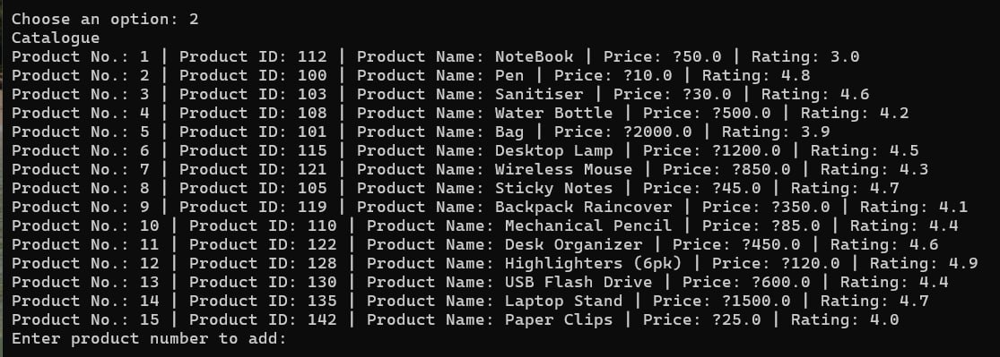 Choose an option: 2
Catalogue
Product No.: 1 | Product ID: 112 | Product Name: NoteBook | Price: ?50.0 | Rating: 3.0
Product No.: 2 | Product ID: 100 | Product Name: Pen | Price: ?10.0 | Rating: 4.8
Product No.: 3 | Product ID: 103 | Product Name: Sanitiser | Price: ?30.0 | Rating: 4.6
Product No.: 4 | Product ID: 108 | Product Name: Water Bottle | Price: ?500.0 | Rating: 4.2
Product No.: 5 | Product ID: 101 | Product Name: Bag | Price: ?2000.0 | Rating: 3.9
Product No.: 6 | Product ID: 115 | Product Name: Desktop Lamp | Price: ?1200.0 | Rating: 4.5
Product No.: 7 | Product ID: 121 | Product Name: Wireless Mouse | Price: ?850.0 | Rating: 4.3
Product No.: 8 | Product ID: 105 | Product Name: Sticky Notes | Price: ?45.0 | Rating: 4.7
Product No.: 9 | Product ID: 119 | Product Name: Backpack Raincover | Price: ?350.0 | Rating: 4.1
Product No.: 10 | Product ID: 110 | Product Name: Mechanical Pencil | Price: ?85.0 | Rating: 4.4
Product No.: 11 | Product ID: 122 | Product Name: Desk Organizer | Price: ?450.0 | Rating: 4.6
Product No.: 12 | Product ID: 128 | Product Name: Highlighters (6pk) | Price: ?120.0 | Rating: 4.9
Product No.: 13 | Product ID: 130 | Product Name: USB Flash Drive | Price: ?600.0 | Rating: 4.4
Product No.: 14 | Product ID: 135 | Product Name: Laptop Stand | Price: ?1500.0 | Rating: 4.7
Product No.: 15 | Product ID: 142 | Product Name: Paper Clips | Price: ?25.0 | Rating: 4.0
Enter product number to add: